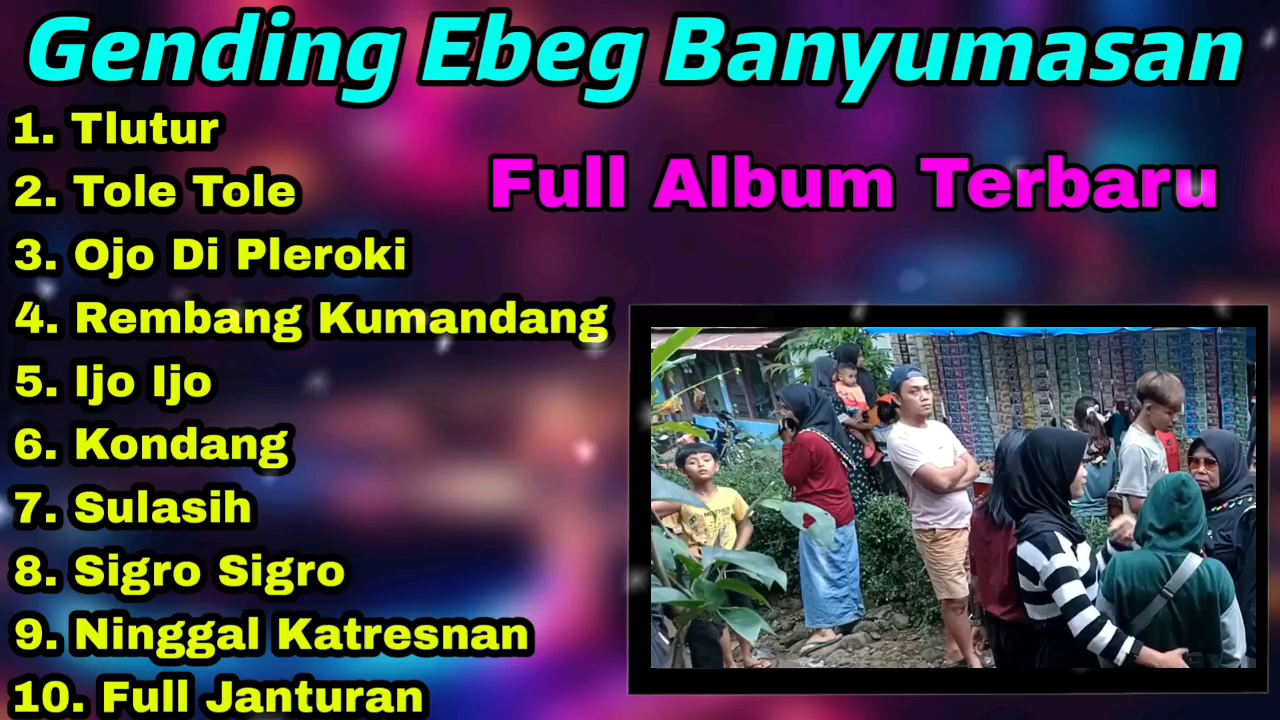 Gending Ebeg Banyumasan
Full Album Terbaru
1. Tlutur
2. Tole Tole
3. Ojo Di Pleroki
4. Rembang Kumandang
5. Ijo Ijo
6. Kondang
7. Sulasih
8. Sigro Sigro
9. Ninggal Katresnan
10. Full Janturan